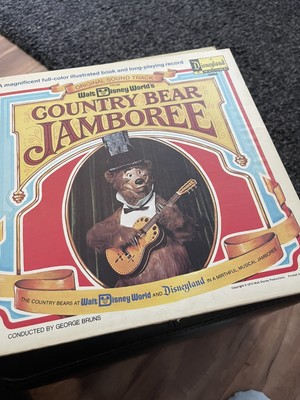 A magnificent full-color illustrated book and long-playing record
Disneyland
ORIGINAL SOUND TRACK
Walt Disney World's
COUNTRY BEAR
JAMBOREE
THE COUNTRY BEARS AT Walt Disney World AND Disneyland IN A MIRTHFUL, MUSICAL JAMBOREE
CONDUCTED BY GEORGE BRUNS